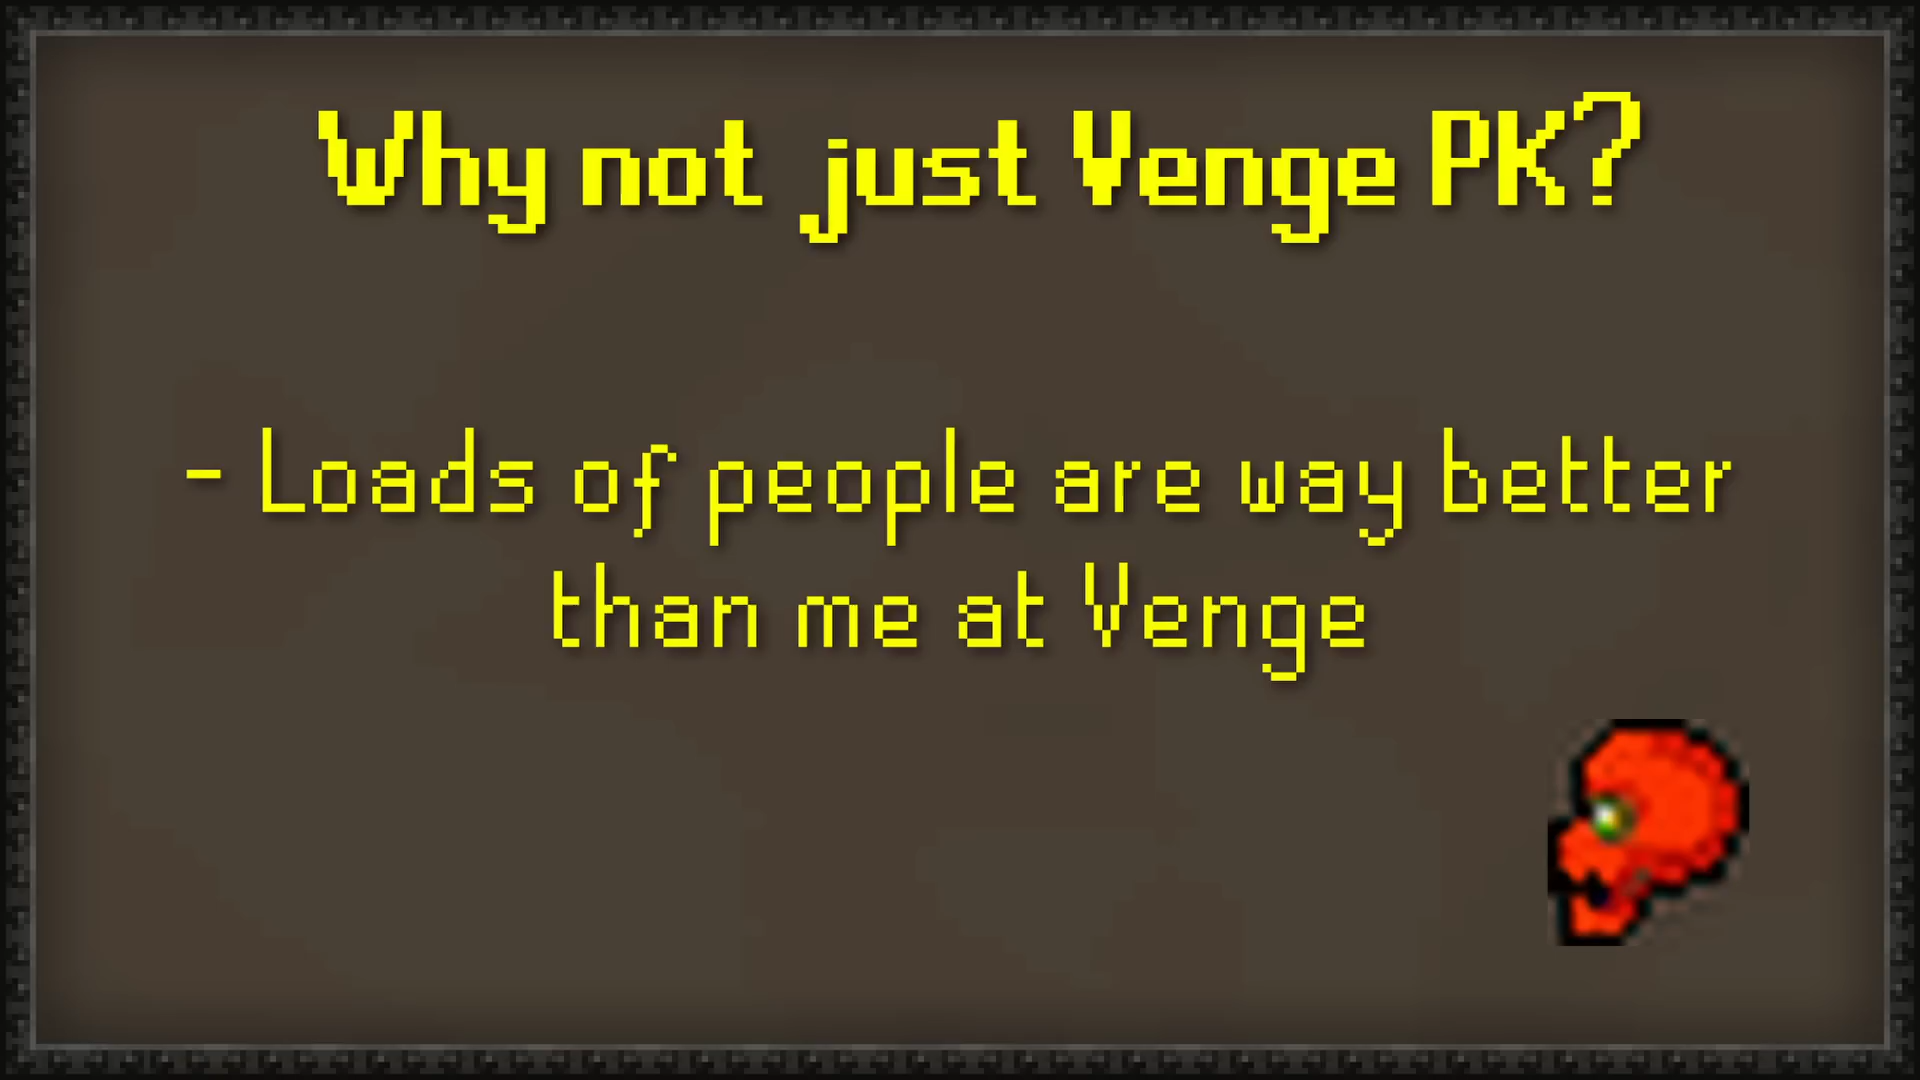 Why not just Venge PK?
- Loads of people are way better
than me at Venge